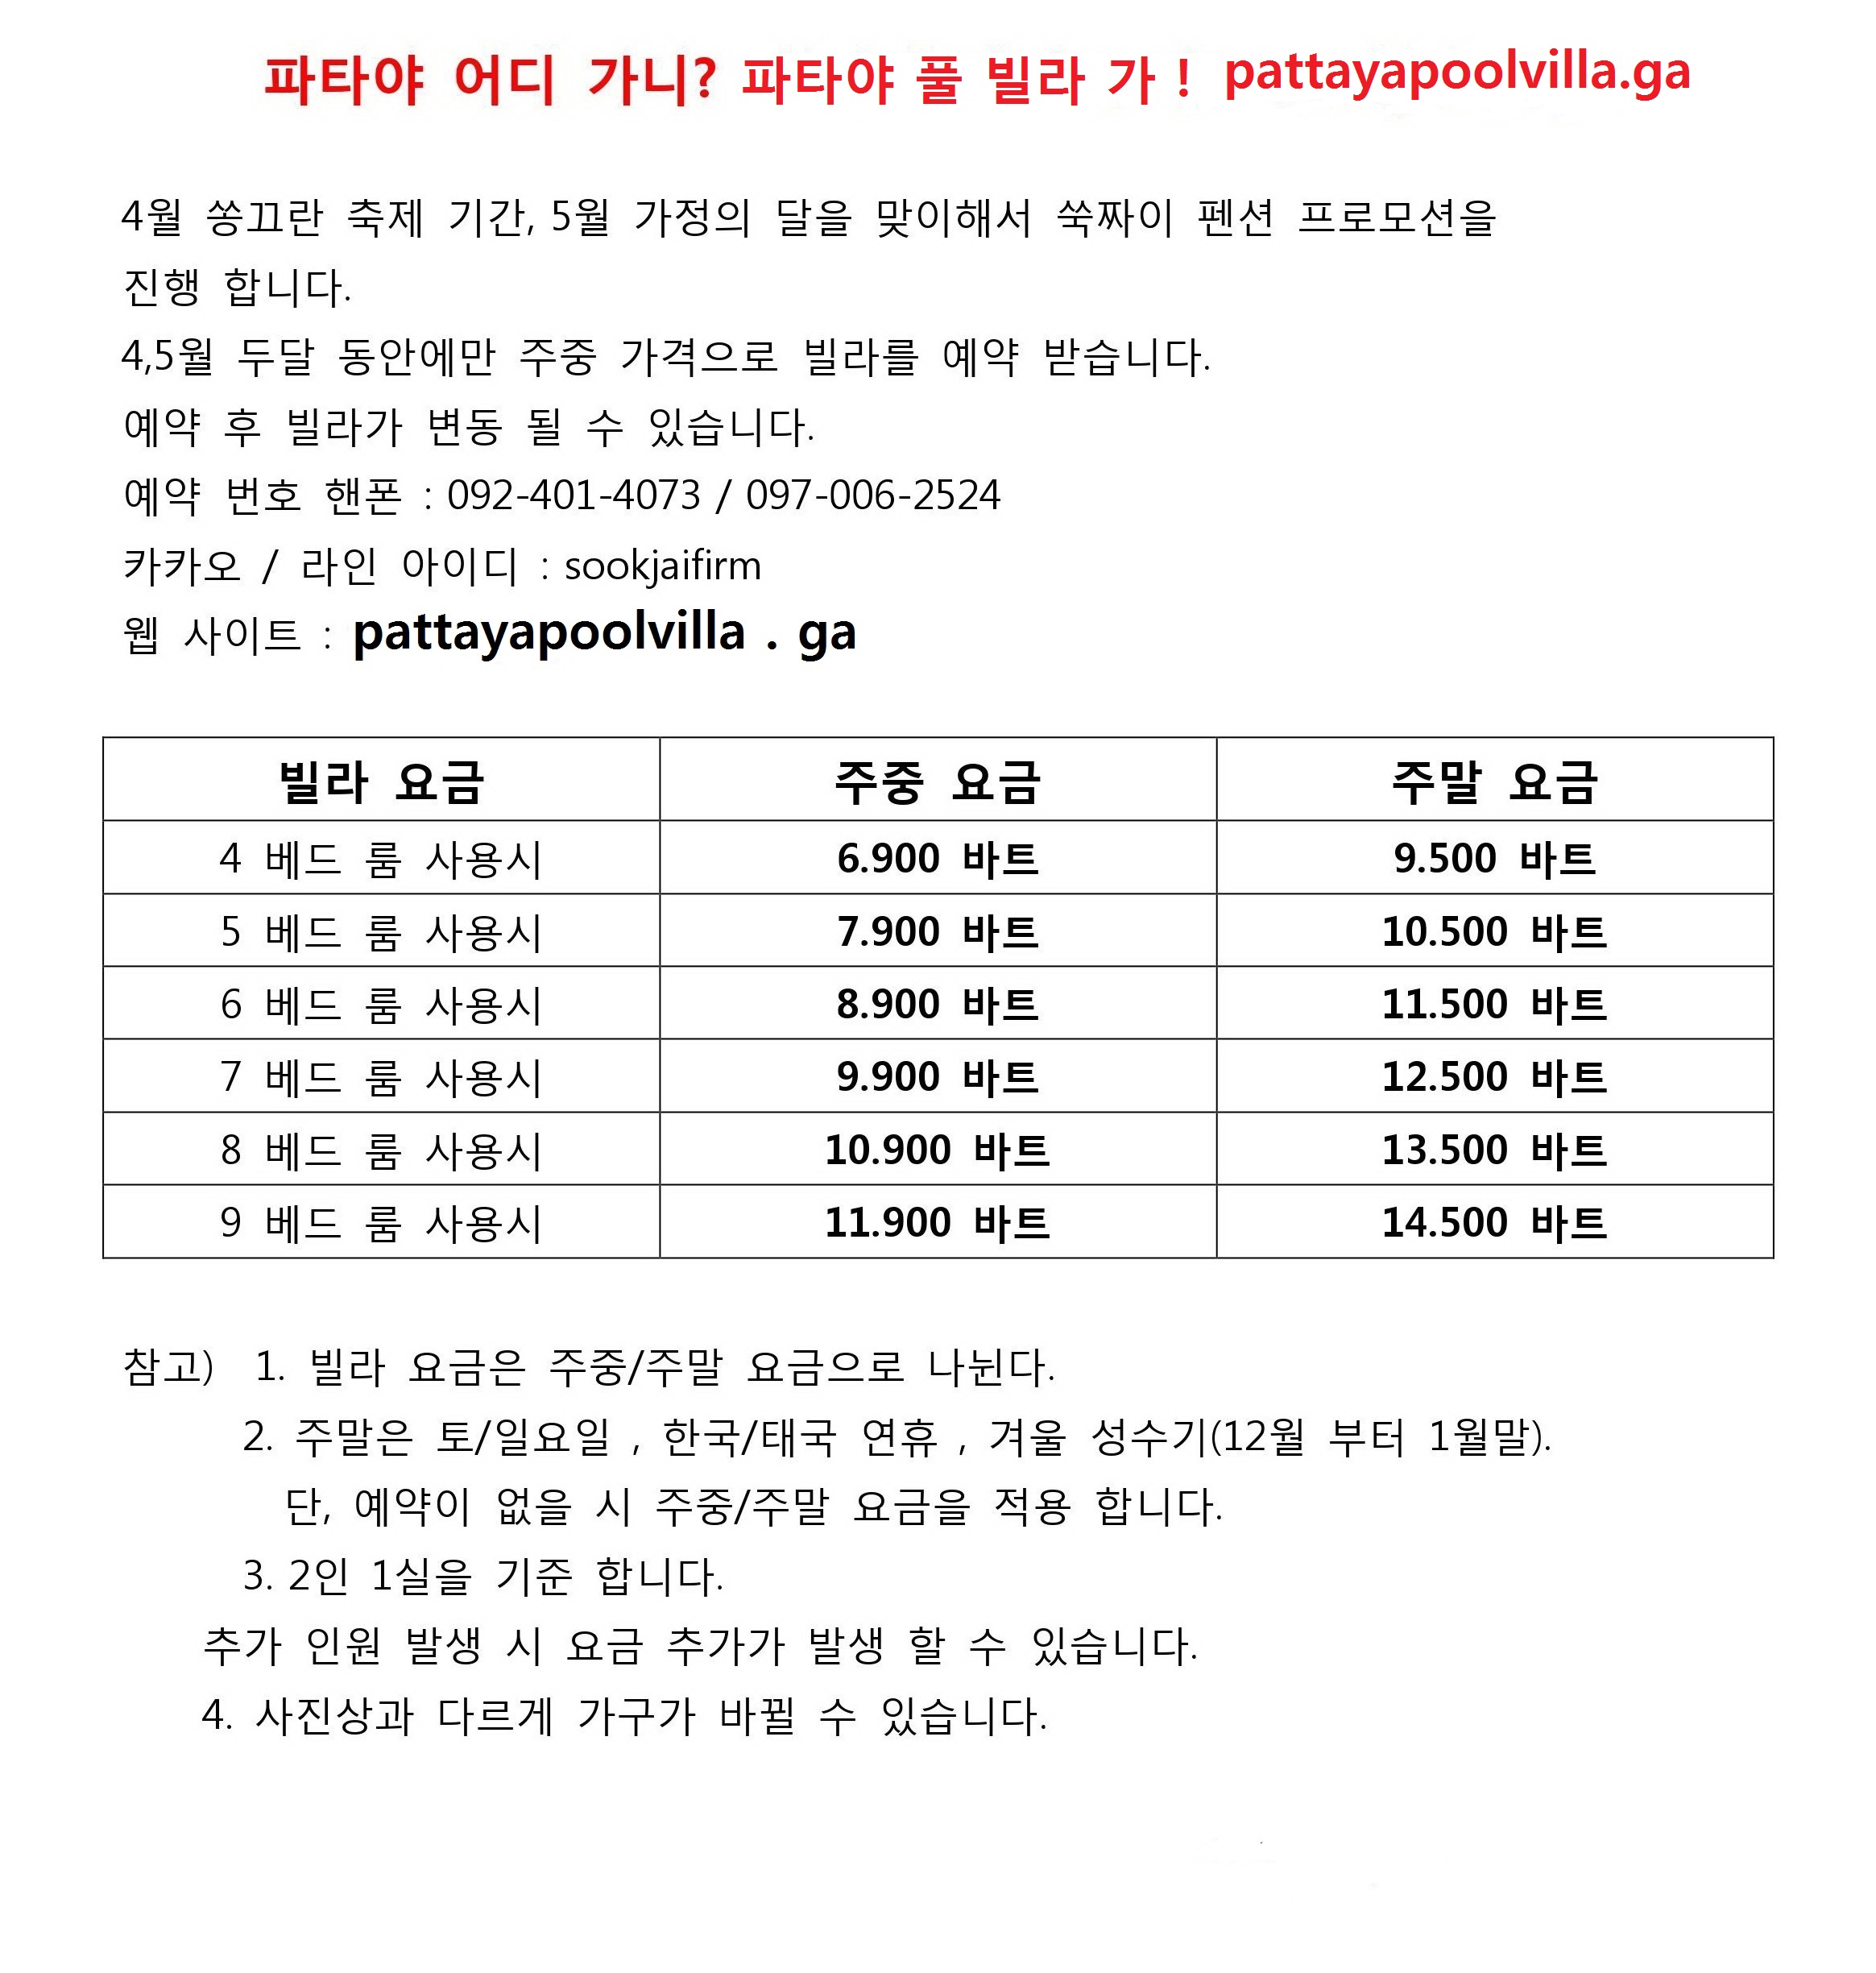 파타야 어디 가니? 파타야 풀 빌라 가 ! pattayapoolvilla.ga
4월 쏭끄란 축제 기간, 5월 가정의 달을 맞이해서 쑥짜이 펜션 프로모션을
진행 합니다.
4,5월 두달 동안에만 주중 가격으로 빌라를 예약 받습니다.
예약 후 빌라가 변동 될 수 있습니다.
예약 번호 핸폰 : 092-401-4073 / 097-006-2524
카카오 / 라인 아이디 : sookjaifirm
웹 사이트 : pattayapoolvilla . ga
빌라 요금 주중 요금 주말 요금
4 베드 룸 사용시 6.900 바트 9.500 바트
5 베드 룸 사용시 7.900 바트 10.500 바트
6 베드 룸 사용시 8.900 바트 11.500 바트
7 베드 룸 사용시 9.900 바트 12.500 바트
8 베드 룸 사용시 10.900 바트 13.500 바트
9 베드 룸 사용시 11.900 바트 14.500 바트
참고) 1. 빌라 요금은 주중/주말 요금으로 나뉜다.
2. 주말은 토/일요일 , 한국/태국 연휴 , 겨울 성수기(12월 부터 1월말).
단, 예약이 없을 시 주중/주말 요금을 적용 합니다.
3. 2인 1실을 기준 합니다.
추가 인원 발생 시 요금 추가가 발생 할 수 있습니다.
4. 사진상과 다르게 가구가 바뀔 수 있습니다.